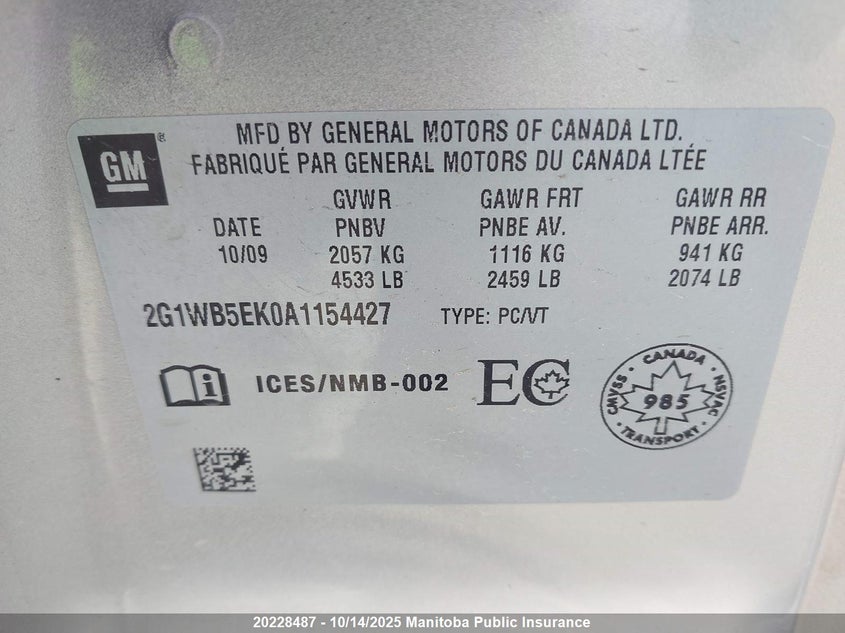 GM ®
MFD BY GENERAL MOTORS OF CANADA LTD.
FABRIQUÉ PAR GENERAL MOTORS DU CANADA LTÉE
GVWR GAWR FRT GAWR RR
DATE PNBV PNBE AV. PNBE ARR.
10/09 2057 KG 1116 KG 941 KG
4533 LB 2459 LB 2074 LB
2G1WB5EK0A1154427 TYPE: PC/VT
i ICES/NMB-002 EC
CANADA
CMVSS · 985 · NSVAC
TRANSPORT
20228487 - 10/14/2025 Manitoba Public Insurance